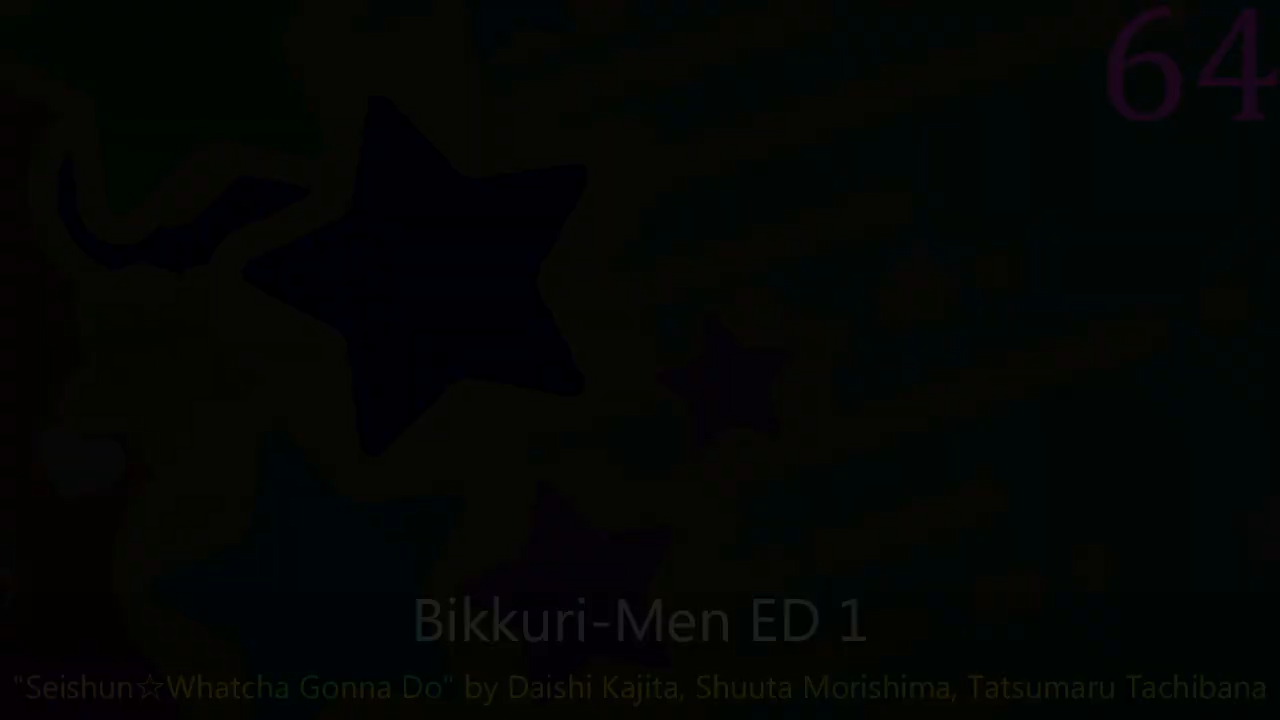 64
Bikkuri-Men ED 1
"Seishun☆Whatcha Gonna Do" by Daishi Kajita, Shuuta Morishima, Tatsumaru Tachibana